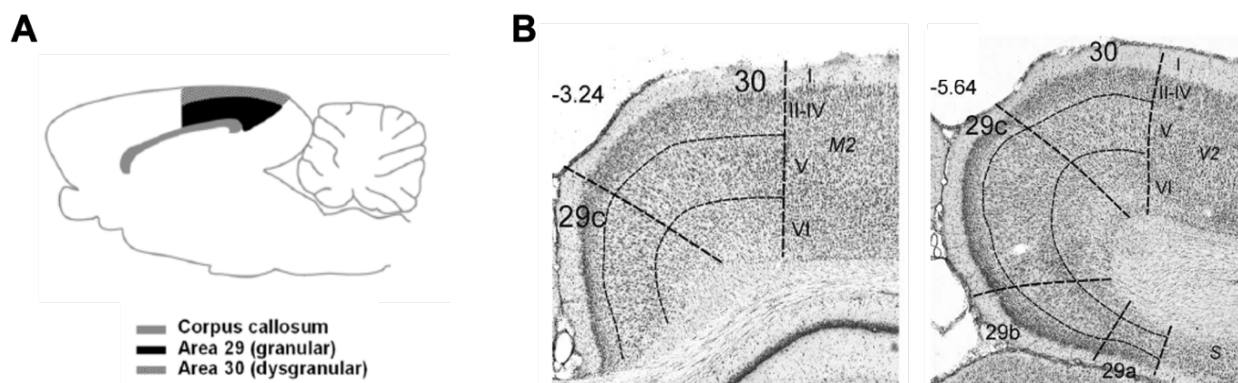 A
Corpus callosum
Area 29 (granular)
Area 30 (dysgranular)
B
-3.24
30
I
II-IV
M2
V
29c
VI
-5.64
30
I
II-IV
29c
V
V2
VI
29b
29a
S